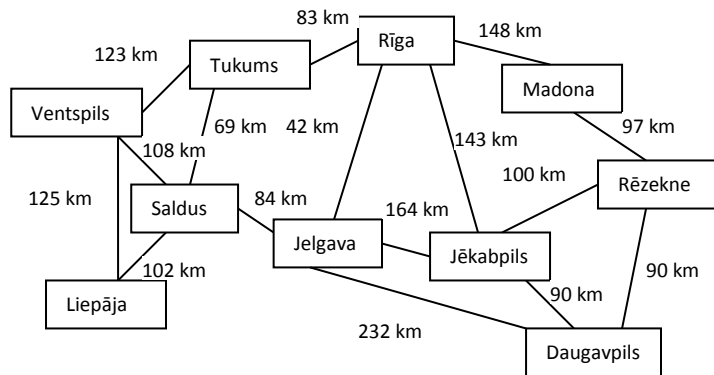 83 km
Rīga
148 km
123 km
Tukums
Madona
Ventspils
69 km
42 km
97 km
143 km
108 km
100 km
Rēzekne
125 km
Saldus
84 km
164 km
Jelgava
Jēkabpils
102 km
90 km
90 km
Liepāja
232 km
Daugavpils